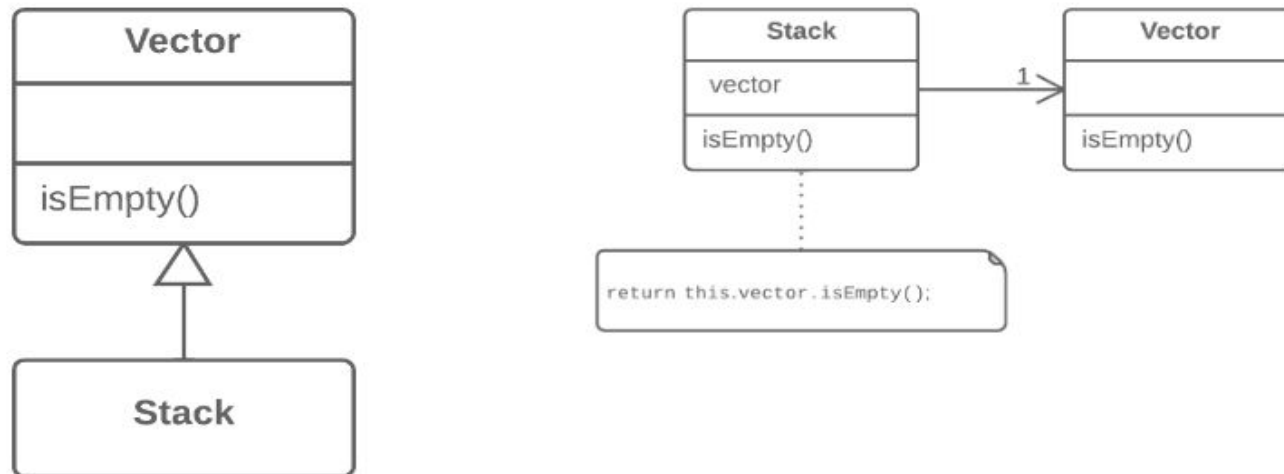 Vector
isEmpty()
Stack
Stack
vector
isEmpty()
1
Vector
isEmpty()
return this.vector.isEmpty();